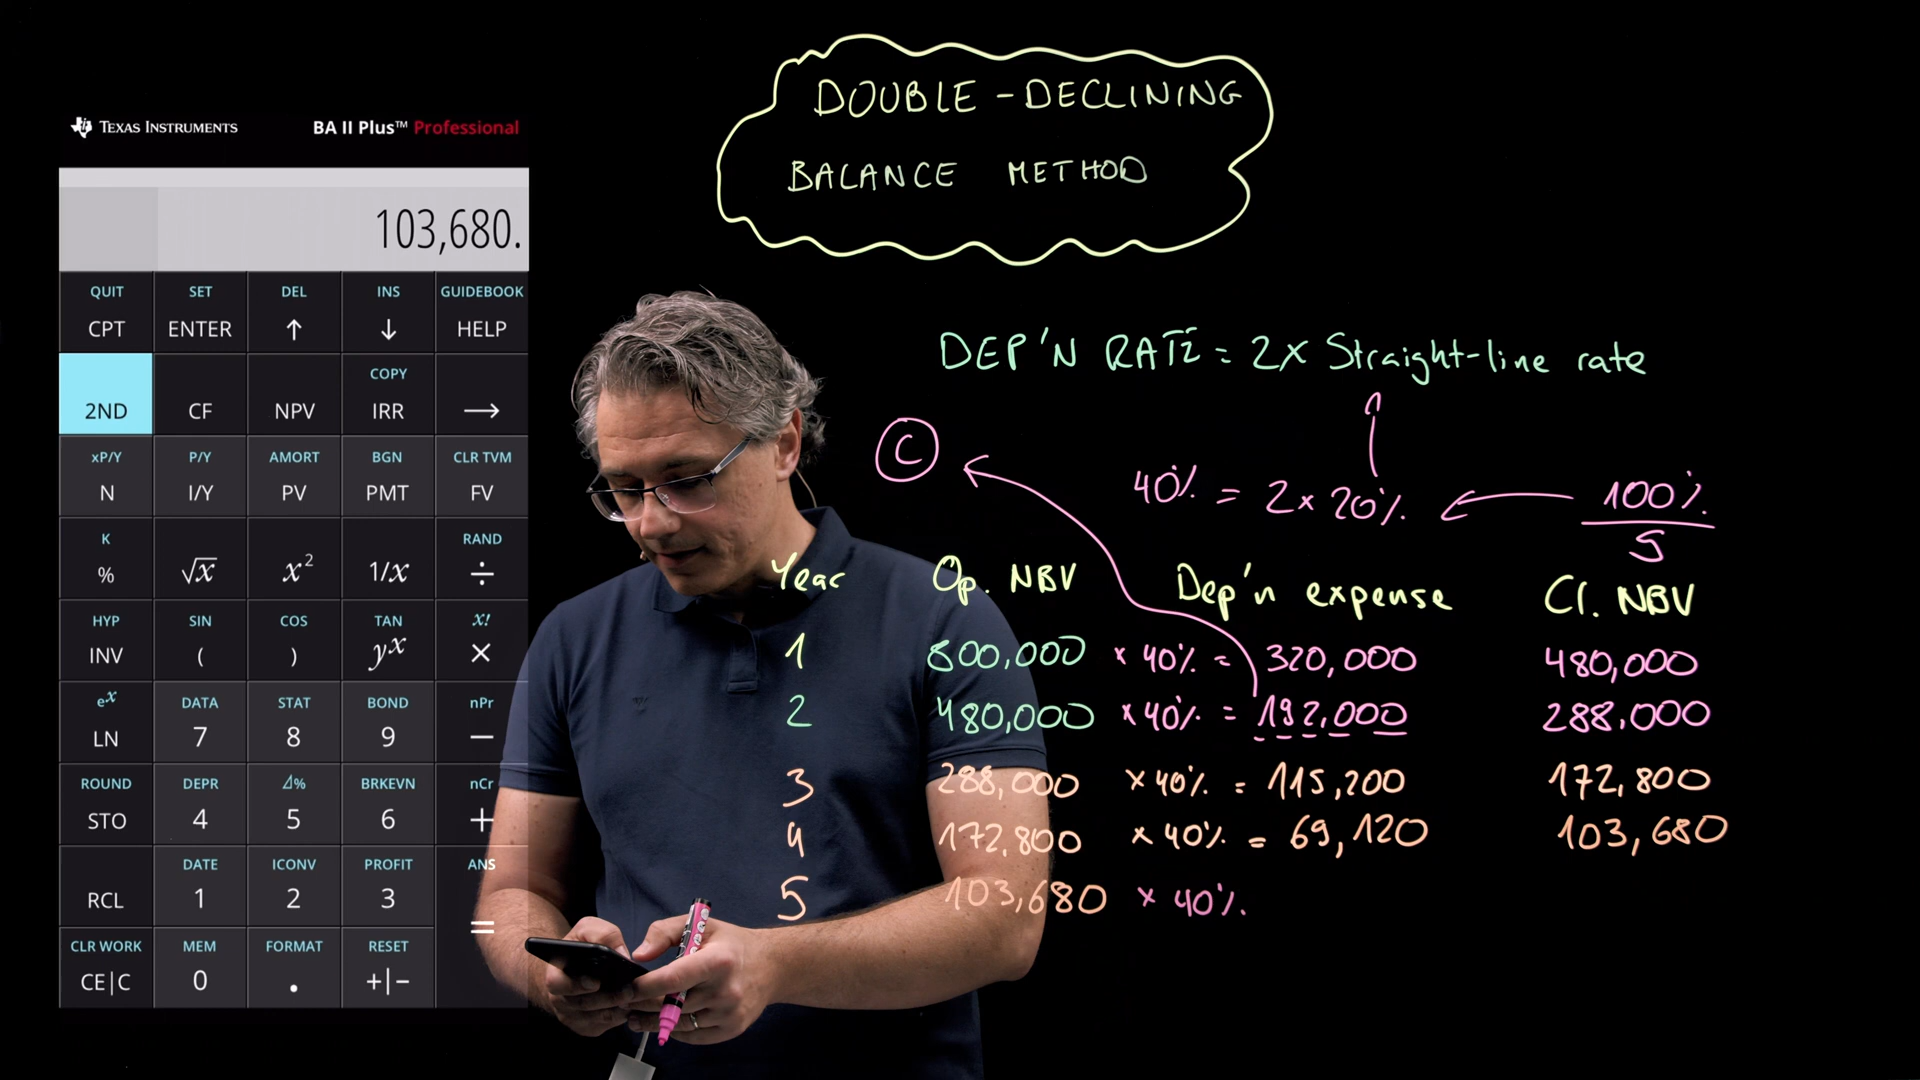 TEXAS INSTRUMENTS BA II Plus™ Professional
103,680.
QUIT SET DEL INS GUIDEBOOK
CPT ENTER ↑ ↓ HELP
COPY
2ND CF NPV IRR →
xP/Y P/Y AMORT BGN CLR TVM
N I/Y PV PMT FV
K RAND
% √x x² 1/x ÷
HYP SIN COS TAN x!
INV ( ) yˣ ×
eˣ DATA STAT BOND nPr
LN 7 8 9 −
ROUND DEPR Δ% BRKEVN nCr
STO 4 5 6 +
DATE ICONV PROFIT ANS
RCL 1 2 3 =
CLR WORK MEM FORMAT RESET
CE|C 0 . +|−
DOUBLE-DECLINING
BALANCE METHOD
DEP'N RATE = 2x Straight-line rate
C
40% = 2 x 20% ← 100%
5
Year Op. NBV Dep'n expense Cl. NBV
1 800,000 x 40% = 320,000 480,000
2 480,000 x 40% = 192,000 288,000
3 288,000 x 40% = 115,200 172,800
4 172,800 x 40% = 69,120 103,680
5 103,680 x 40%